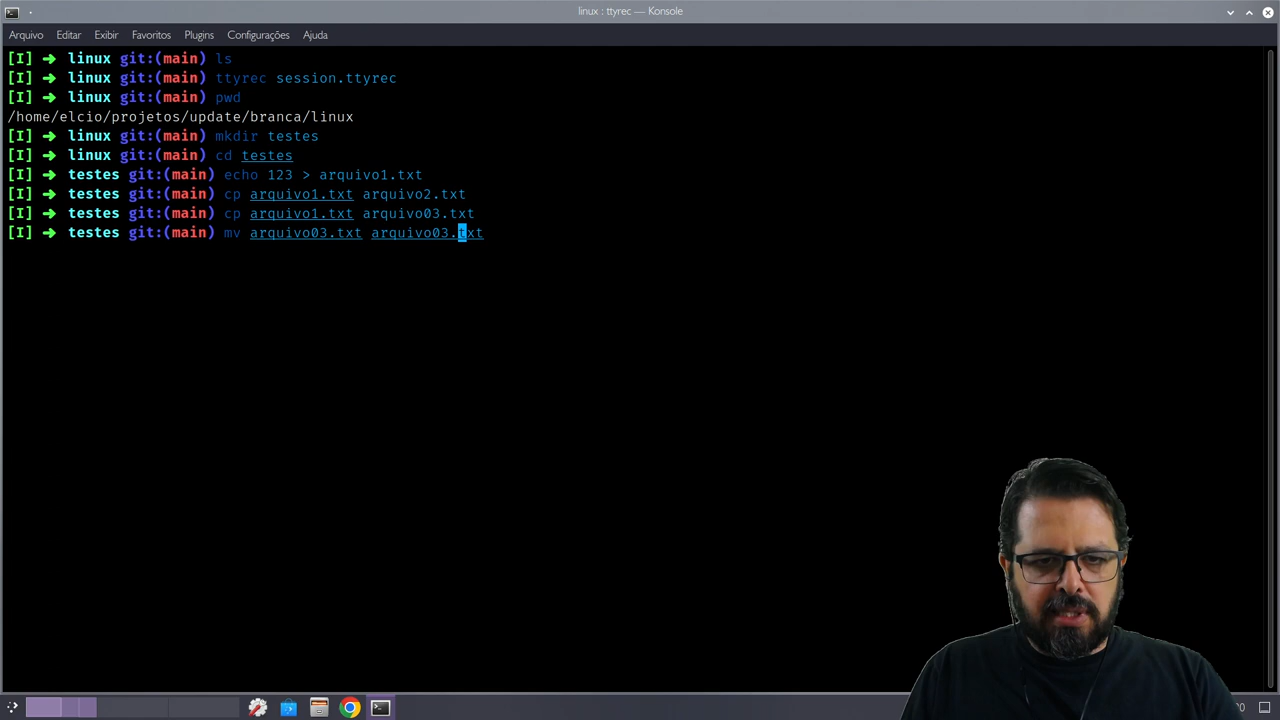 linux : ttyrec — Konsole
Arquivo Editar Exibir Favoritos Plugins Configurações Ajuda
[I] ➜ linux git:(main) ls
[I] ➜ linux git:(main) ttyrec session.ttyrec
[I] ➜ linux git:(main) pwd
/home/elcio/projetos/update/branca/linux
[I] ➜ linux git:(main) mkdir testes
[I] ➜ linux git:(main) cd testes
[I] ➜ testes git:(main) echo 123 > arquivo1.txt
[I] ➜ testes git:(main) cp arquivo1.txt arquivo2.txt
[I] ➜ testes git:(main) cp arquivo1.txt arquivo03.txt
[I] ➜ testes git:(main) mv arquivo03.txt arquivo03.txt